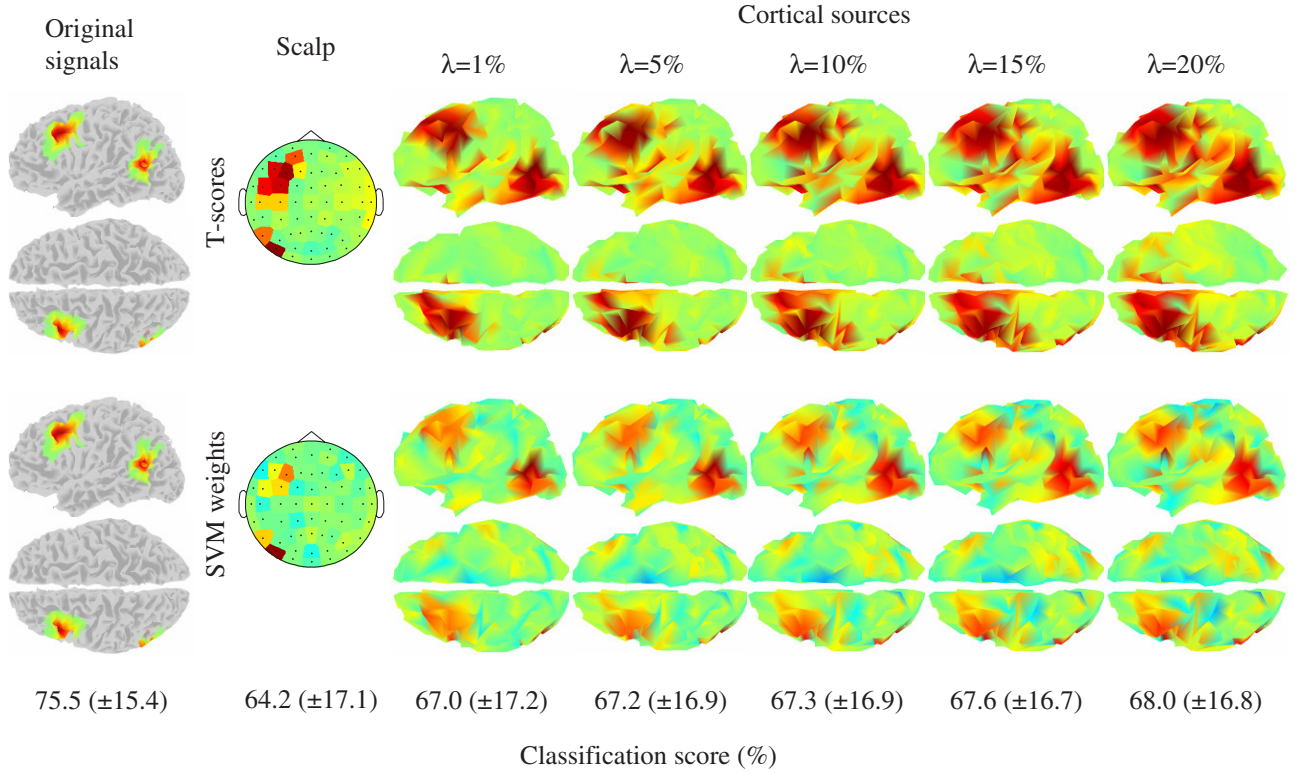 Original
signals
Scalp
Cortical sources
λ=1% λ=5% λ=10% λ=15% λ=20%
T-scores
SVM weights
75.5 (±15.4) 64.2 (±17.1) 67.0 (±17.2) 67.2 (±16.9) 67.3 (±16.9) 67.6 (±16.7) 68.0 (±16.8)
Classification score (%)